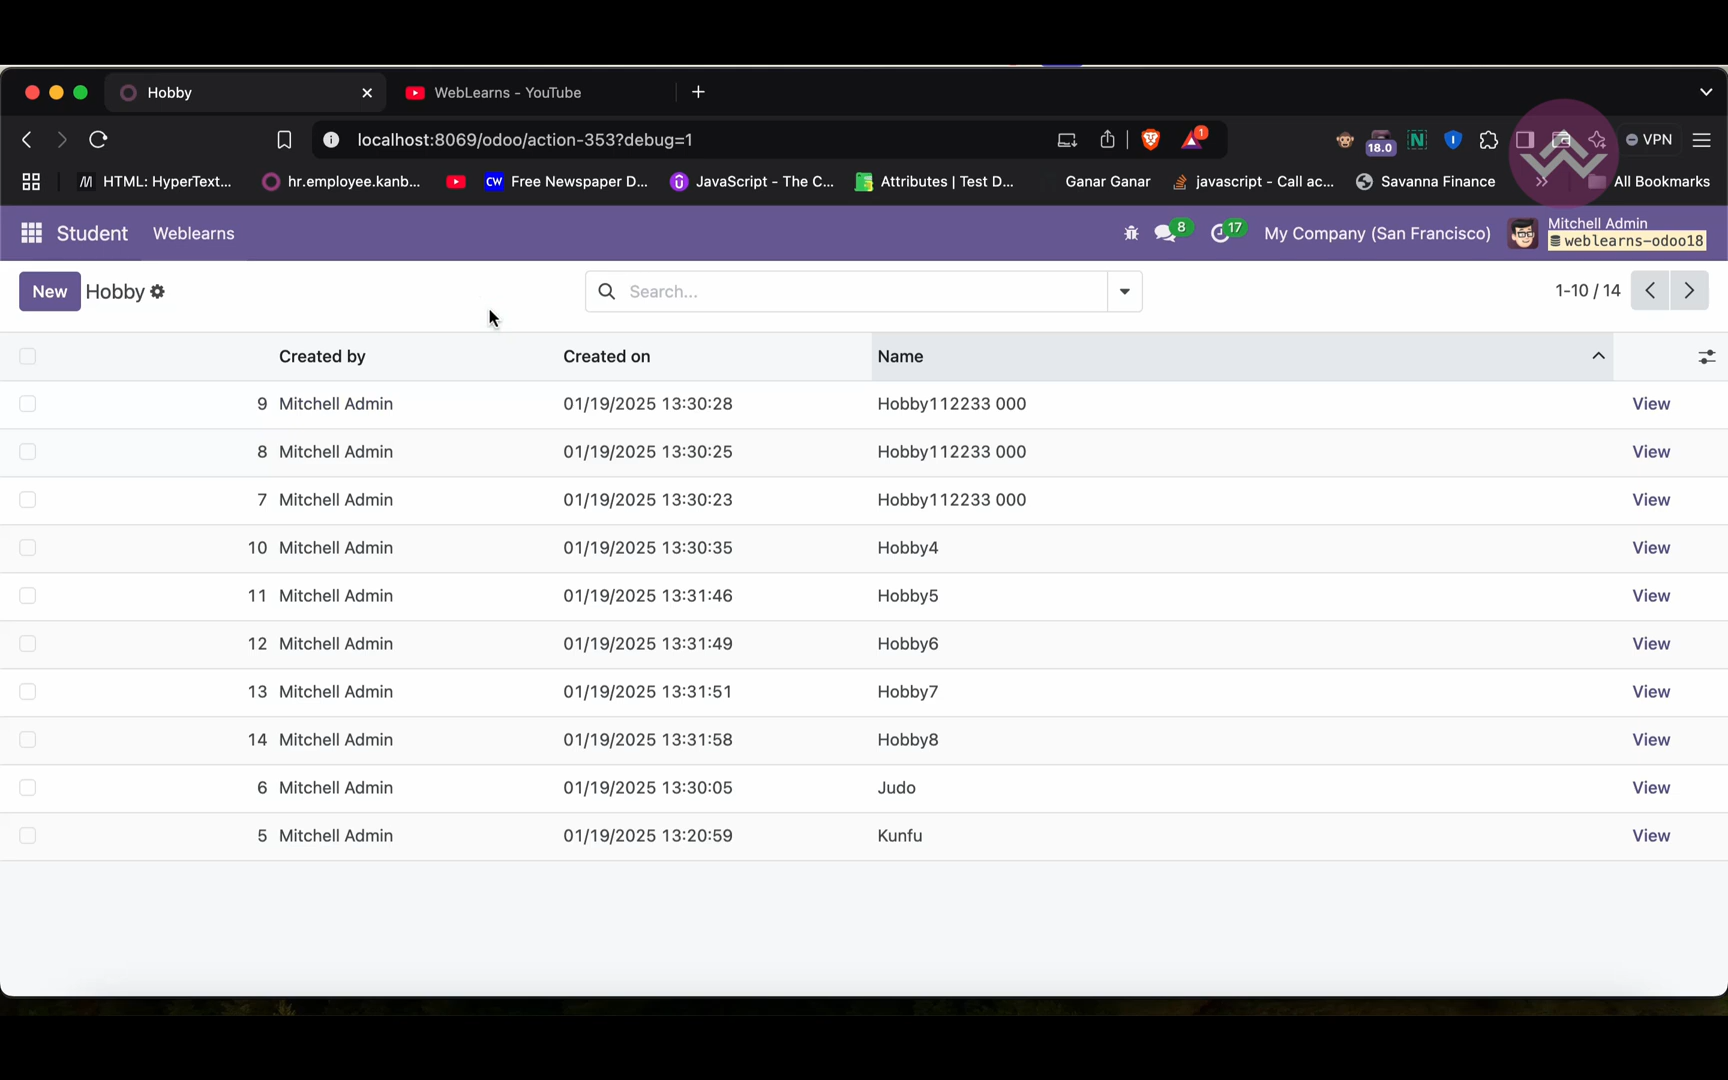 Hobby
WebLearns - YouTube
localhost:8069/odoo/action-353?debug=1
1
18.0
VPN
HTML: HyperText...
hr.employee.kanb...
CW Free Newspaper D...
JavaScript - The C...
Attributes | Test D...
Ganar Ganar
javascript - Call ac...
Savanna Finance
All Bookmarks
Student Weblearns
8
17
My Company (San Francisco)
Mitchell Admin
weblearns-odoo18
New Hobby
Search...
1-10 / 14
Created by Created on Name
9 Mitchell Admin 01/19/2025 13:30:28 Hobby112233 000 View
8 Mitchell Admin 01/19/2025 13:30:25 Hobby112233 000 View
7 Mitchell Admin 01/19/2025 13:30:23 Hobby112233 000 View
10 Mitchell Admin 01/19/2025 13:30:35 Hobby4 View
11 Mitchell Admin 01/19/2025 13:31:46 Hobby5 View
12 Mitchell Admin 01/19/2025 13:31:49 Hobby6 View
13 Mitchell Admin 01/19/2025 13:31:51 Hobby7 View
14 Mitchell Admin 01/19/2025 13:31:58 Hobby8 View
6 Mitchell Admin 01/19/2025 13:30:05 Judo View
5 Mitchell Admin 01/19/2025 13:20:59 Kunfu View